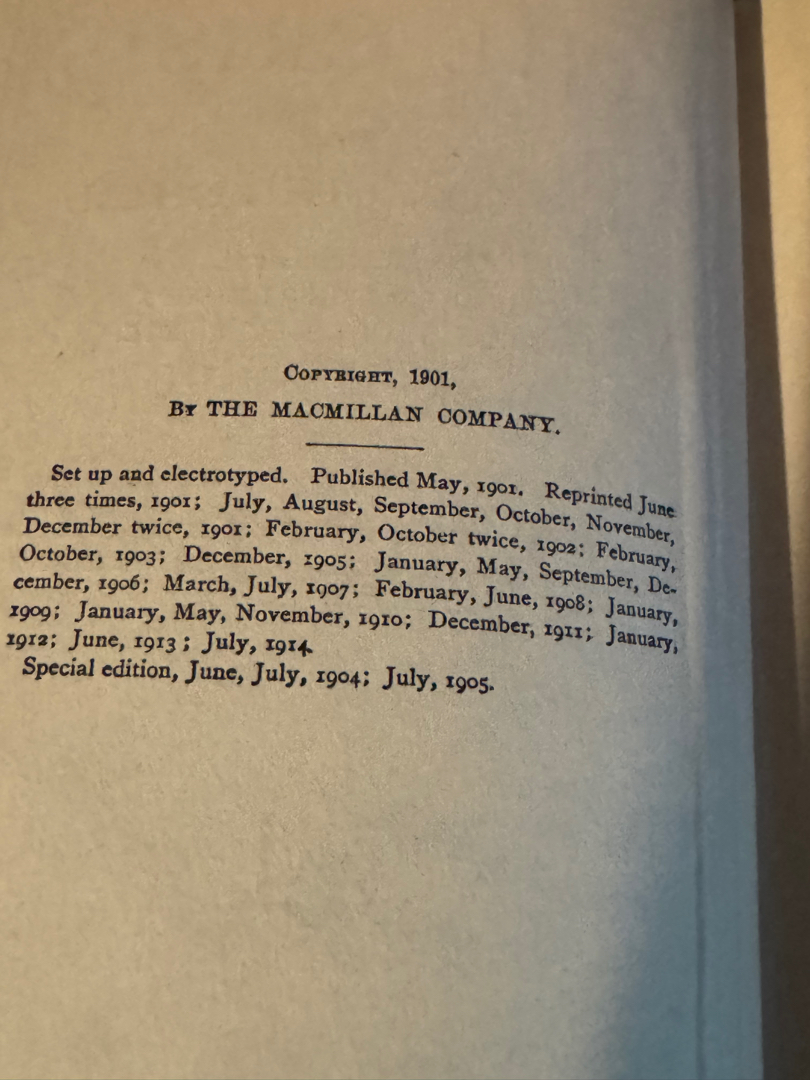 COPYRIGHT, 1901,
BY THE MACMILLAN COMPANY.
Set up and electrotyped. Published May, 1901. Reprinted June
three times, 1901; July, August, September, October, November,
December twice, 1901; February, October twice, 1902; February,
October, 1903; December, 1905; January, May, September, De-
cember, 1906; March, July, 1907; February, June, 1908; January,
1909; January, May, November, 1910; December, 1911; January,
1912; June, 1913; July, 1914.
Special edition, June, July, 1904; July, 1905.